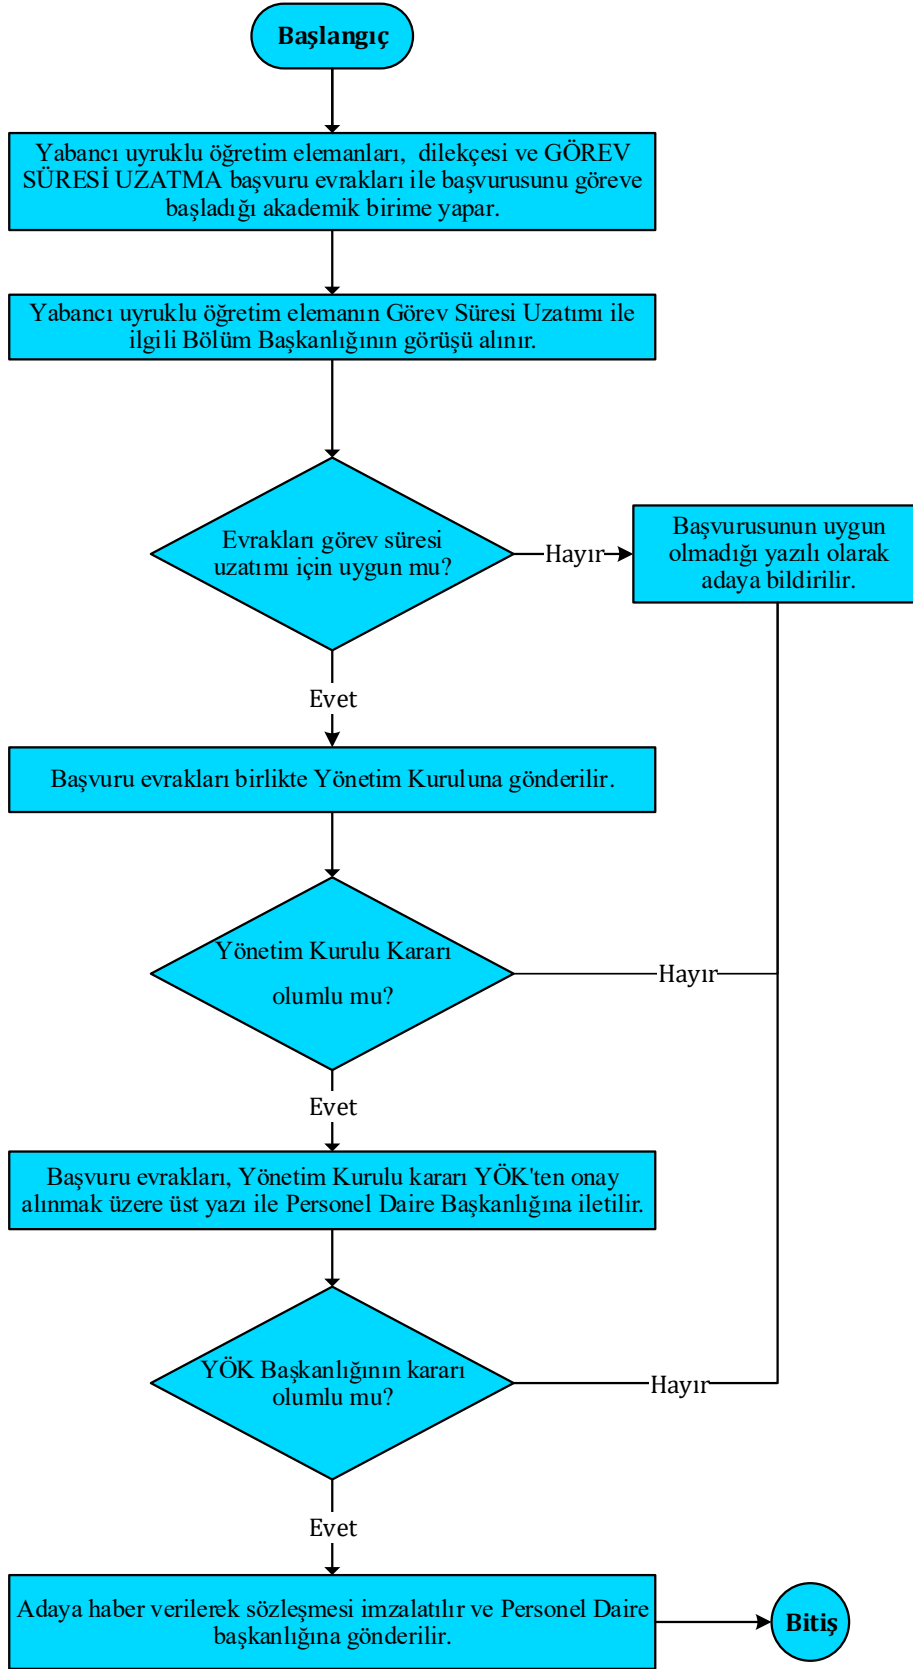 Başlangıç
Yabancı uyruklu öğretim elemanları, dilekçesi ve GÖREV
SÜRESİ UZATMA başvuru evrakları ile başvurusunu göreve
başladığı akademik birime yapar.
Yabancı uyruklu öğretim elemanın Görev Süresi Uzatımı ile
ilgili Bölüm Başkanlığının görüşü alınır.
Evrakları görev süresi
uzatımı için uygun mu?
Hayır
Başvurusunun uygun
olmadığı yazılı olarak
adaya bildirilir.
Evet
Başvuru evrakları birlikte Yönetim Kuruluna gönderilir.
Yönetim Kurulu Kararı
olumlu mu?
Hayır
Evet
Başvuru evrakları, Yönetim Kurulu kararı YÖK'ten onay
alınmak üzere üst yazı ile Personel Daire Başkanlığına iletilir.
YÖK Başkanlığının kararı
olumlu mu?
Hayır
Evet
Adaya haber verilerek sözleşmesi imzalatılır ve Personel Daire
başkanlığına gönderilir.
Bitiş